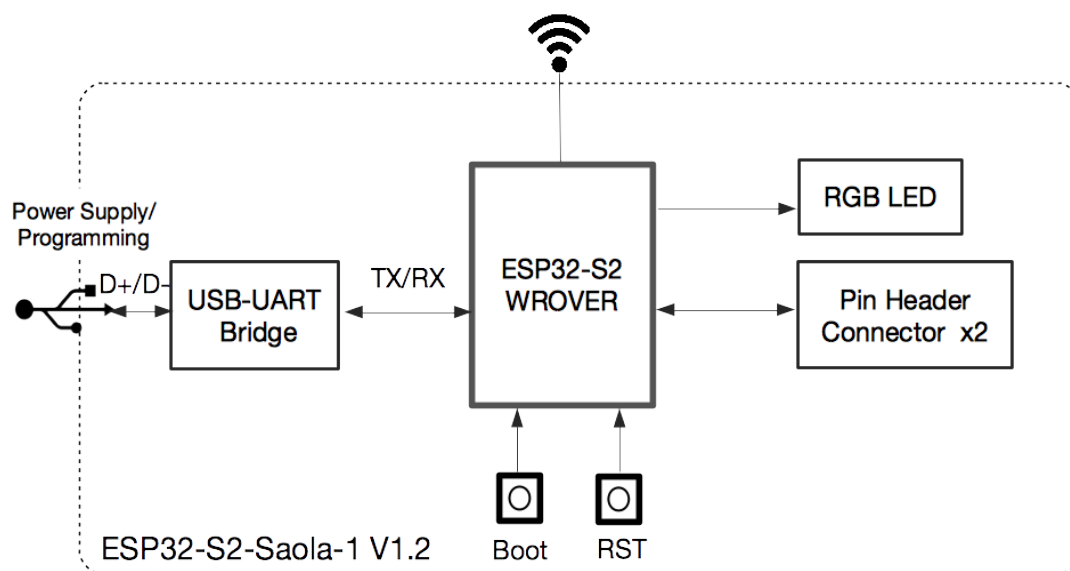 Power Supply/
Programming
D+/D-
USB-UART
Bridge
TX/RX
ESP32-S2
WROVER
RGB LED
Pin Header
Connector x2
Boot
RST
ESP32-S2-Saola-1 V1.2